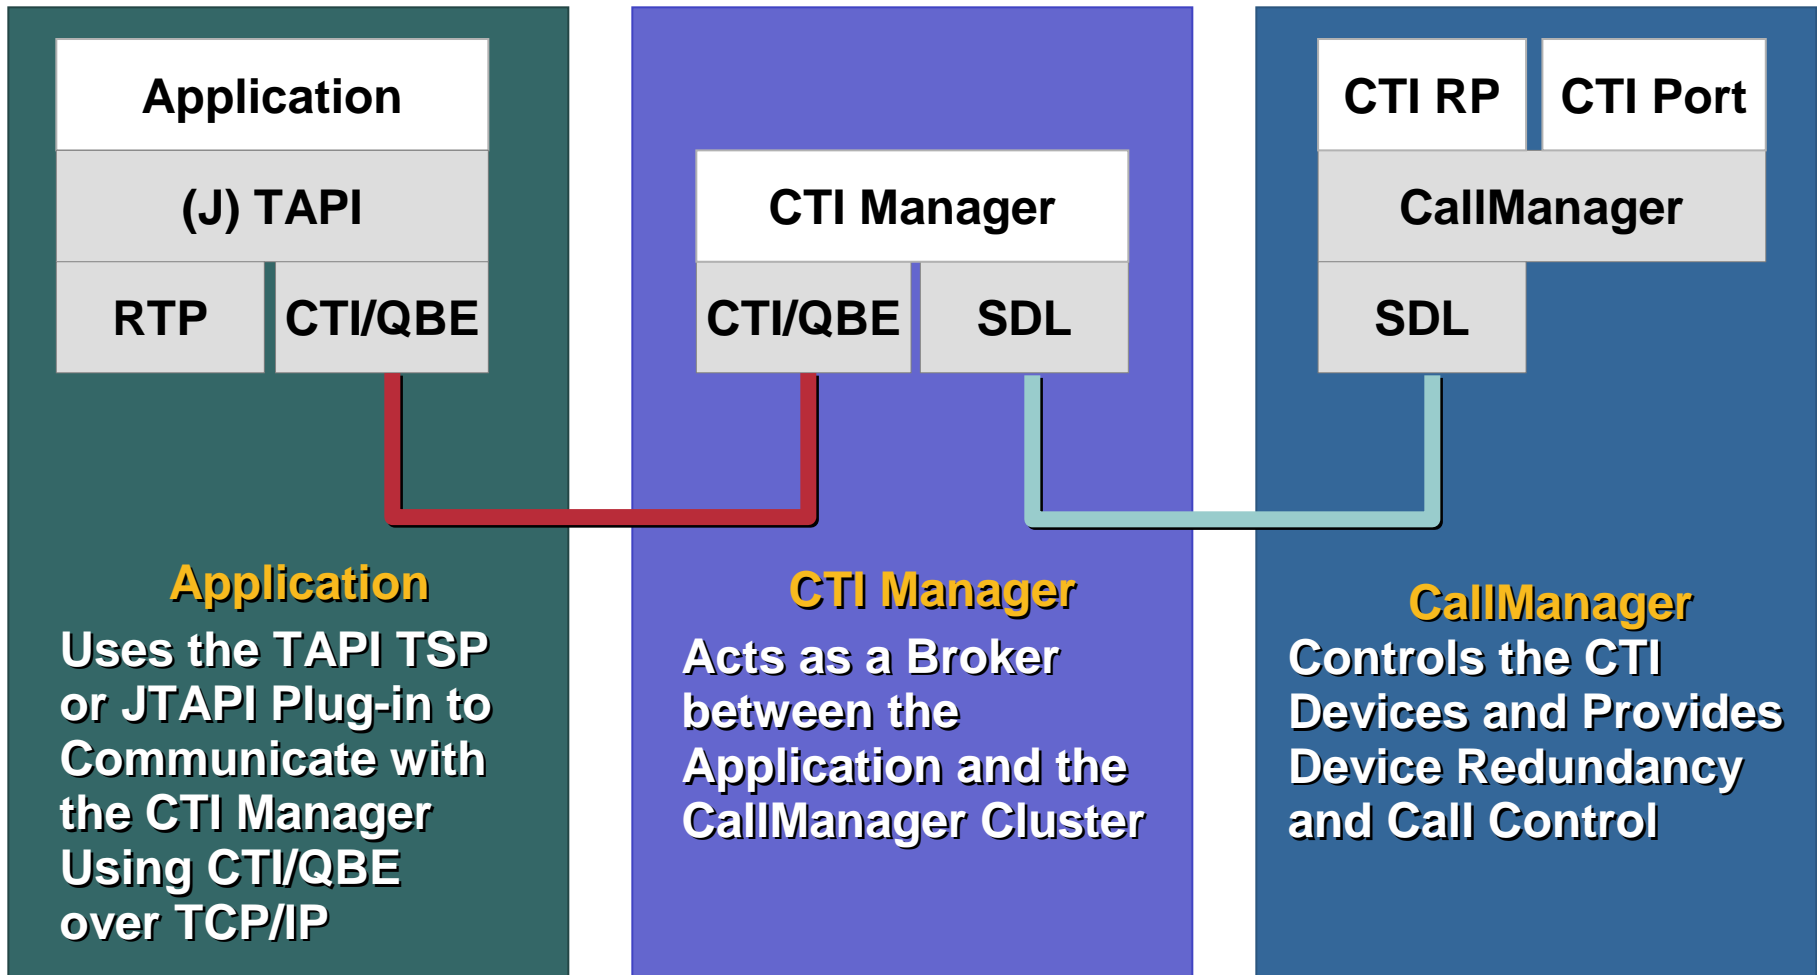 Application
(J) TAPI
RTP
CTI/QBE
Application
Uses the TAPI TSP
or JTAPI Plug-in to
Communicate with
the CTI Manager
Using CTI/QBE
over TCP/IP
CTI Manager
CTI/QBE
SDL
CTI Manager
Acts as a Broker
between the
Application and the
CallManager Cluster
CTI RP
CTI Port
CallManager
SDL
CallManager
Controls the CTI
Devices and Provides
Device Redundancy
and Call Control